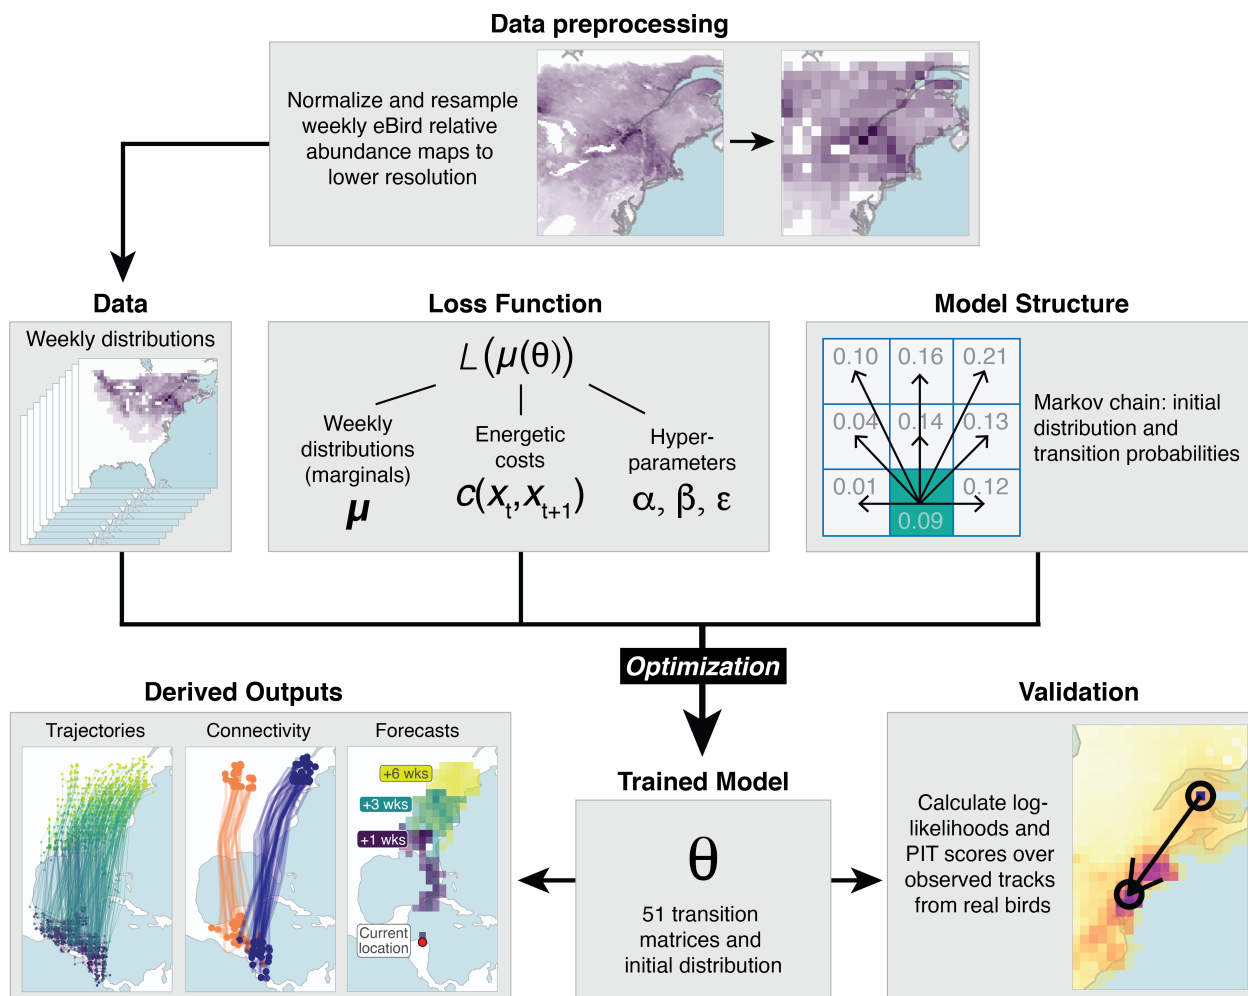 Data preprocessing
Normalize and resample
weekly eBird relative
abundance maps to
lower resolution
Data
Weekly distributions
Loss Function
L(μ(θ))
Weekly
distributions
(marginals)
μ
Energetic
costs
c(xt,xt+1)
Hyper-
parameters
α, β, ε
Model Structure
0.10 0.16 0.21
0.04 0.14 0.13
0.01 0.09 0.12
Markov chain: initial
distribution and
transition probabilities
Optimization
Derived Outputs
Trajectories
Connectivity
Forecasts
+6 wks
+3 wks
+1 wks
Current
location
Trained Model
θ
51 transition
matrices and
initial distribution
Validation
Calculate log-
likelihoods and
PIT scores over
observed tracks
from real birds